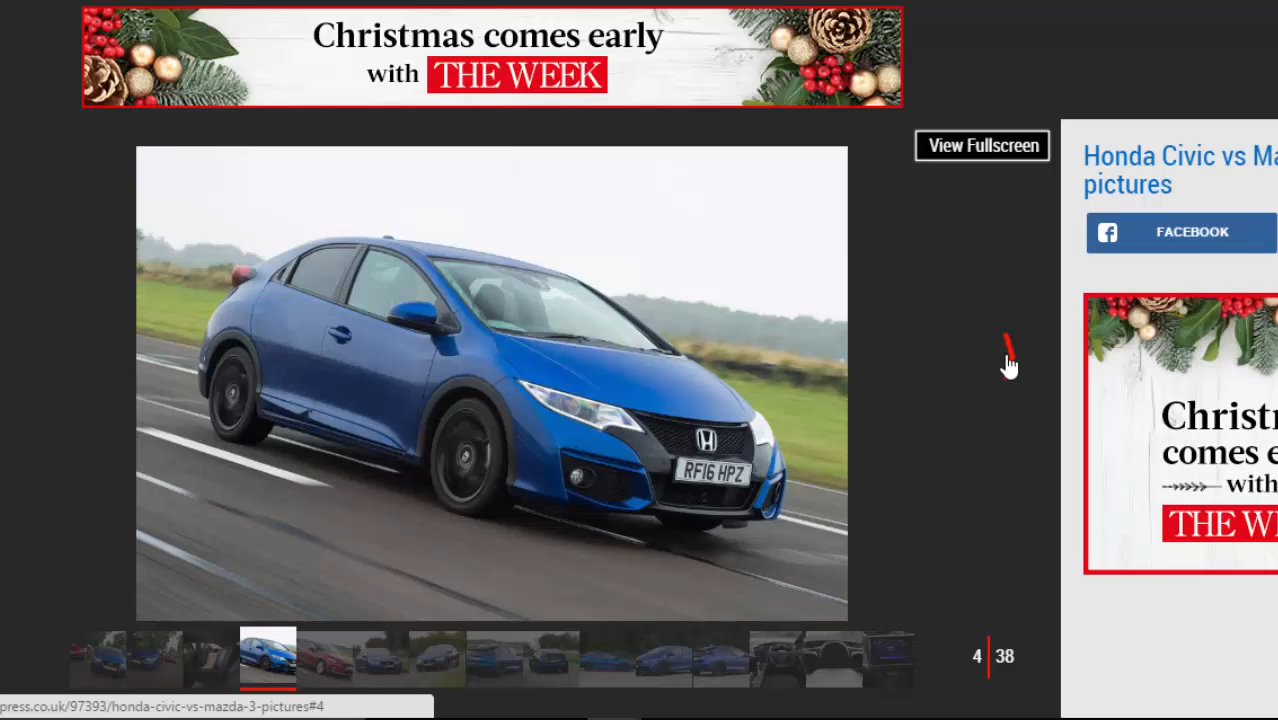 Christmas comes early
with THE WEEK
View Fullscreen
Honda Civic vs Ma
pictures
FACEBOOK
RF16 HPZ
Christ
comes e
with
THE W
4 38
press.co.uk/97393/honda-civic-vs-mazda-3-pictures#4